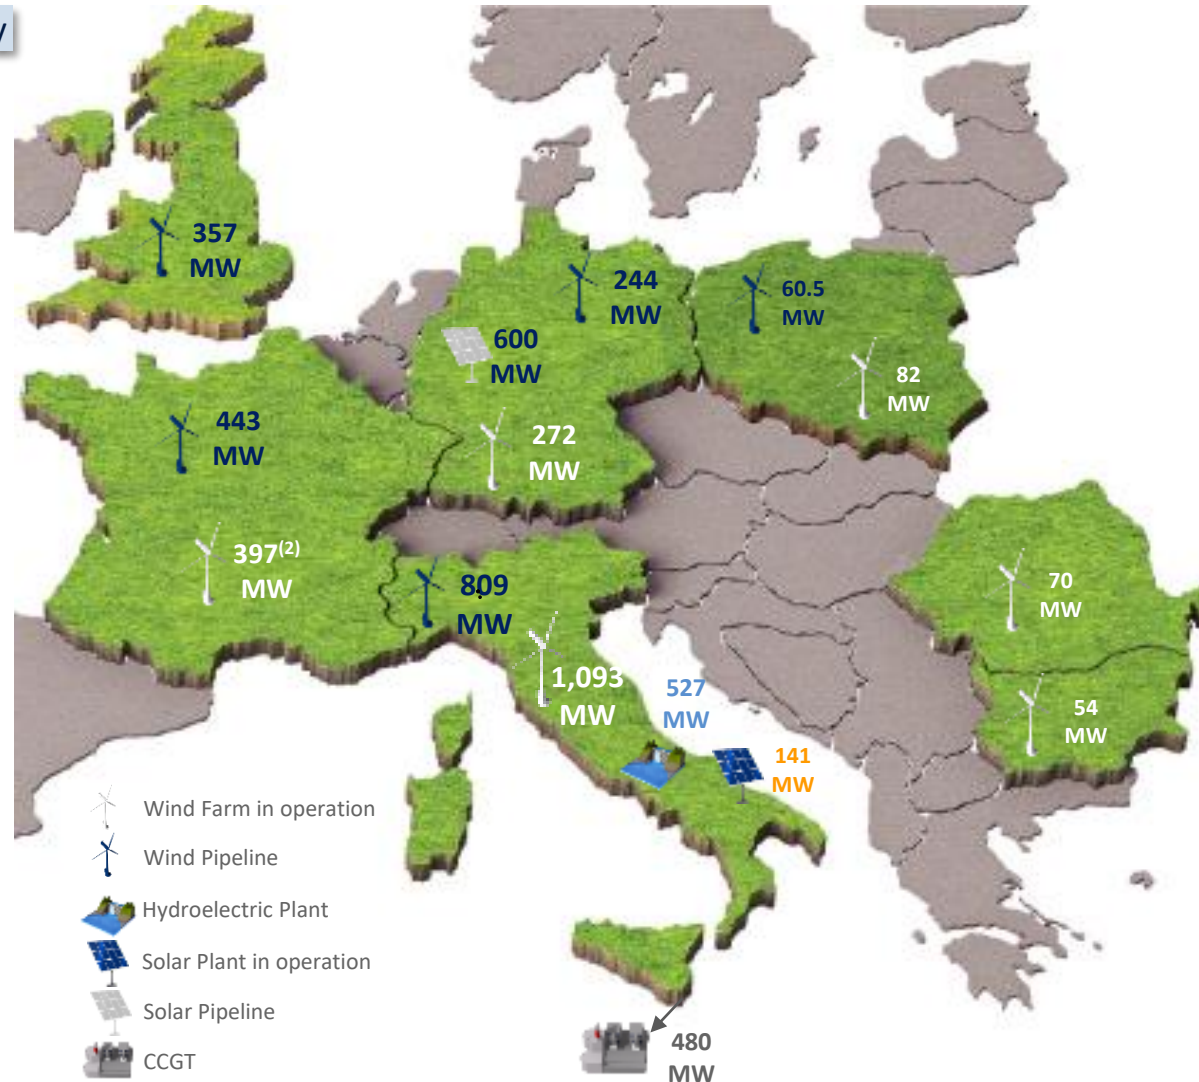 357
MW
244
MW
60.5
MW
600
MW
82
MW
443
MW
272
MW
397(2)
MW
809
MW
70
MW
1,093
MW
527
MW
54
MW
141
MW
Wind Farm in operation
Wind Pipeline
Hydroelectric Plant
Solar Plant in operation
Solar Pipeline
CCGT
480
MW